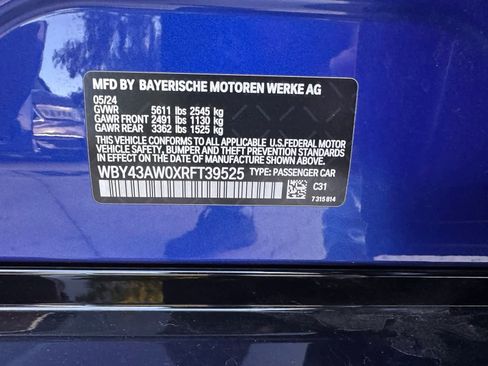 MFD BY BAYERISCHE MOTOREN WERKE AG
05/24
GVWR 5611 lbs 2545 kg
GAWR FRONT 2491 lbs 1130 kg
GAWR REAR 3362 lbs 1525 kg
THIS VEHICLE CONFORMS TO ALL APPLICABLE U.S.FEDERAL MOTOR
VEHICLE SAFETY, BUMPER AND THEFT PREVENTION STANDARDS
IN EFFECT ON THE DATE OF MANUFACTURE SHOWN ABOVE.
WBY43AW0XRFT39525 TYPE: PASSENGER CAR
C31
7 315 814